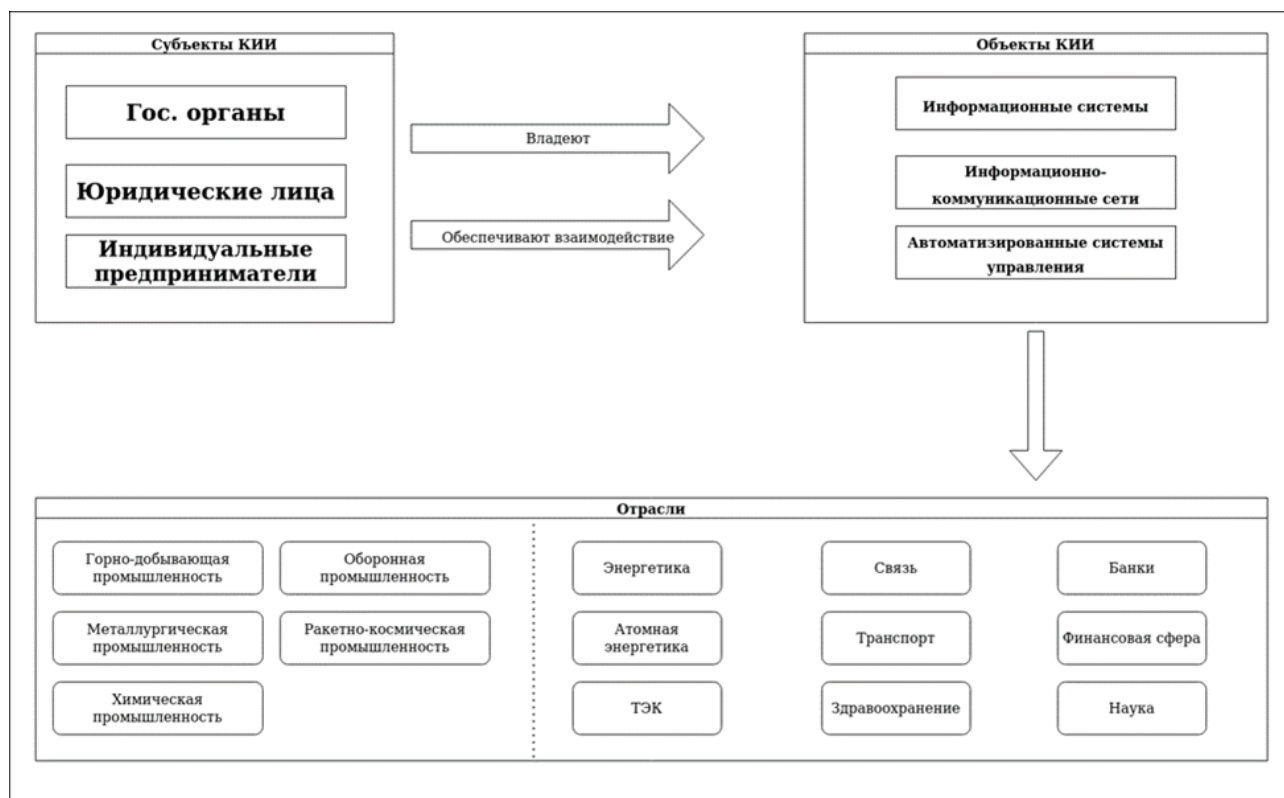 Субъекты КИИ
Гос. органы
Юридические лица
Индивидуальные
предприниматели
Владеют
Обеспечивают взаимодействие
Объекты КИИ
Информационные системы
Информационно-
коммуникационные сети
Автоматизированные системы
управления
Отрасли
Горно-добывающая
промышленность
Оборонная
промышленность
Металлургическая
промышленность
Ракетно-космическая
промышленность
Химическая
промышленность
Энергетика
Связь
Банки
Атомная
энергетика
Транспорт
Финансовая сфера
ТЭК
Здравоохранение
Наука